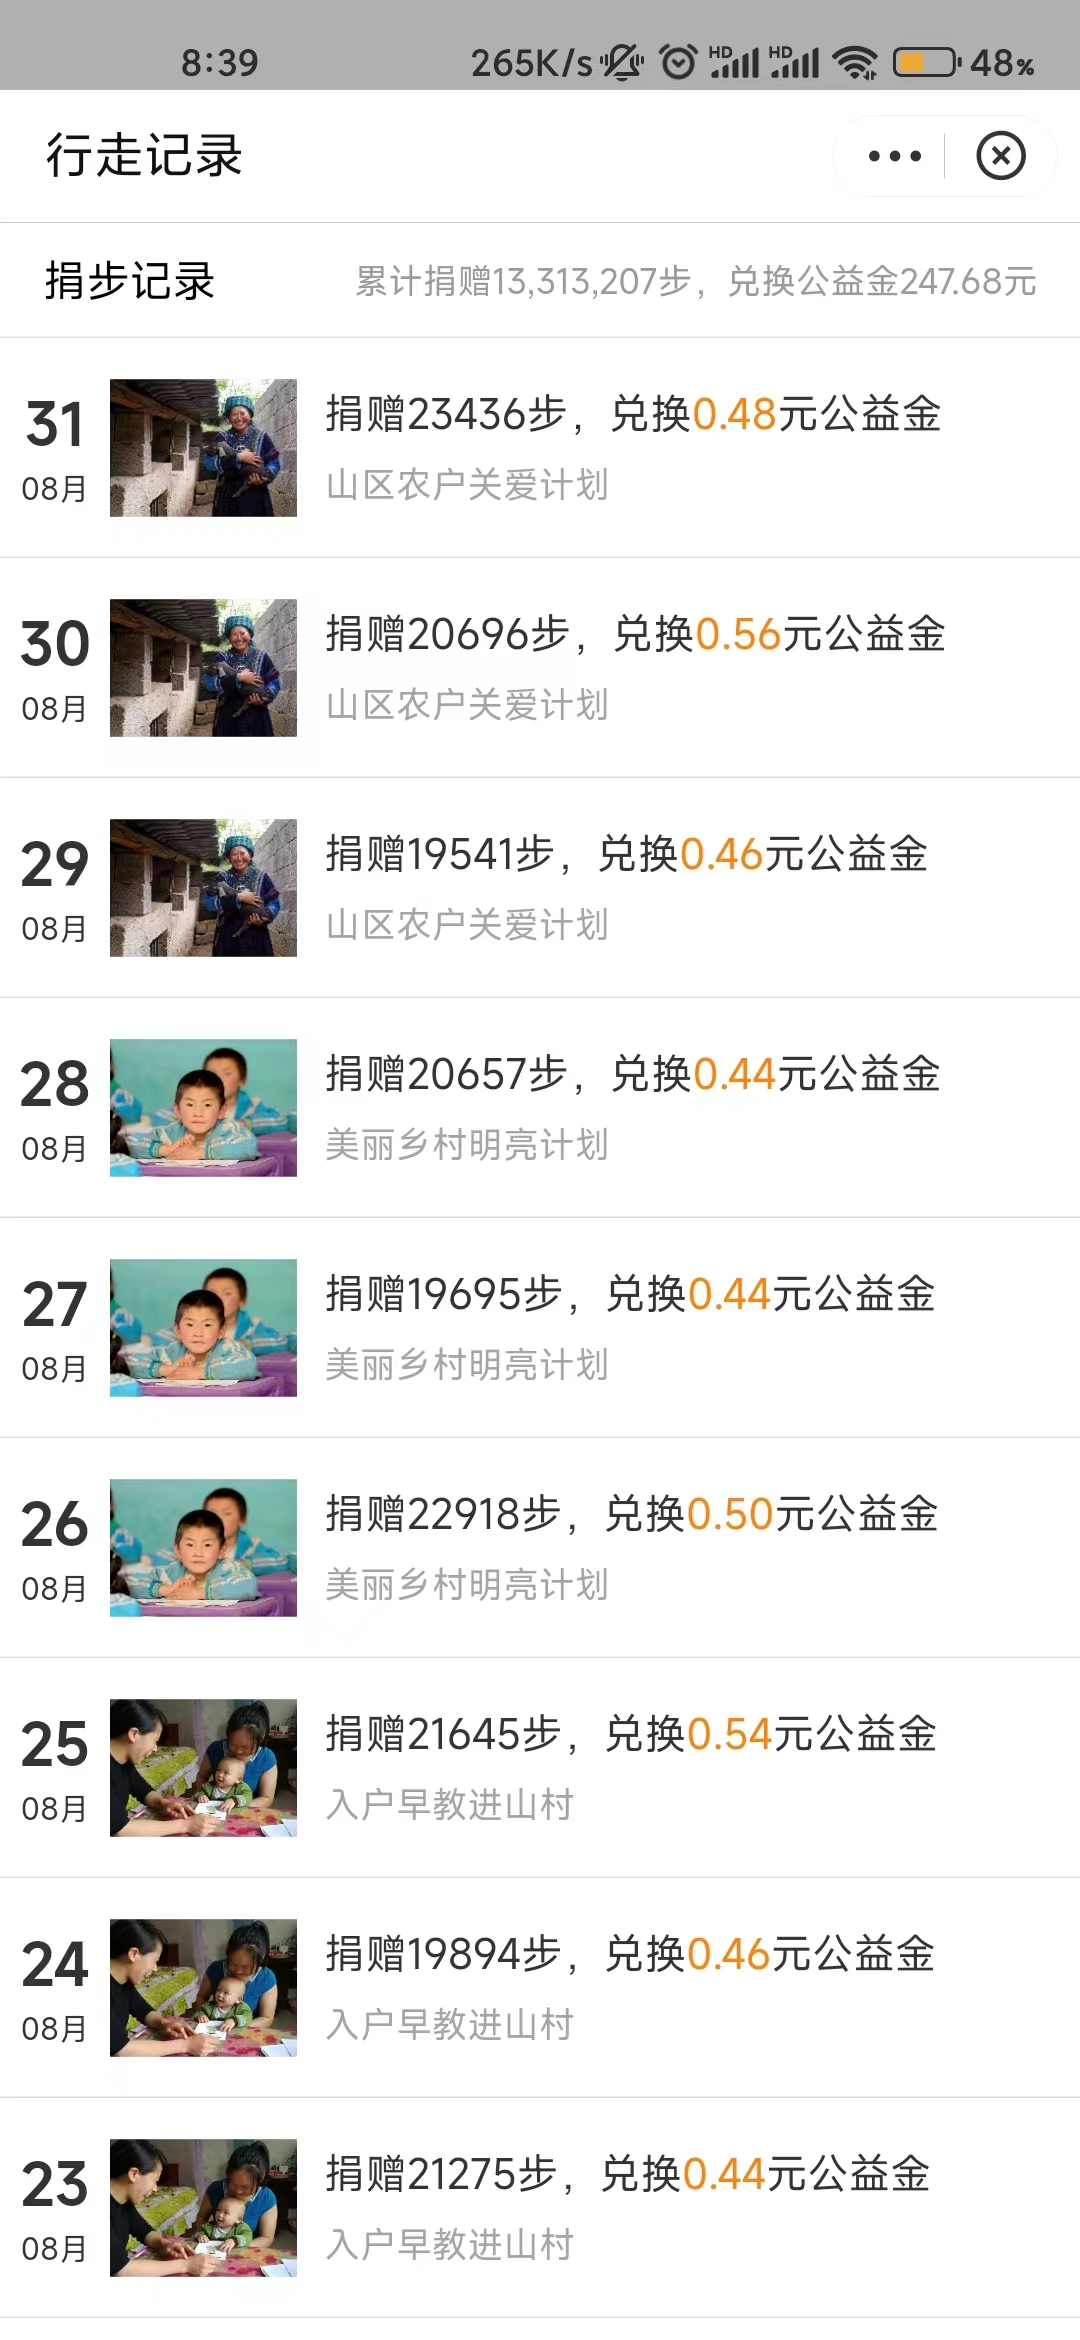 8:39 265K/s HD HD 48%
行走记录
捐步记录 累计捐赠13,313,207步，兑换公益金247.68元
31 捐赠23436步，兑换0.48元公益金
08月 山区农户关爱计划
30 捐赠20696步，兑换0.56元公益金
08月 山区农户关爱计划
29 捐赠19541步，兑换0.46元公益金
08月 山区农户关爱计划
28 捐赠20657步，兑换0.44元公益金
08月 美丽乡村明亮计划
27 捐赠19695步，兑换0.44元公益金
08月 美丽乡村明亮计划
26 捐赠22918步，兑换0.50元公益金
08月 美丽乡村明亮计划
25 捐赠21645步，兑换0.54元公益金
08月 入户早教进山村
24 捐赠19894步，兑换0.46元公益金
08月 入户早教进山村
23 捐赠21275步，兑换0.44元公益金
08月 入户早教进山村